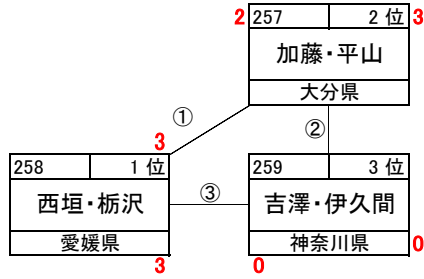 2 257 2 位 3
加藤・平山
大分県
①
②
3
258 1 位
西垣・栃沢
愛媛県
3
③
259 3 位
吉澤・伊久間
神奈川県 0
0